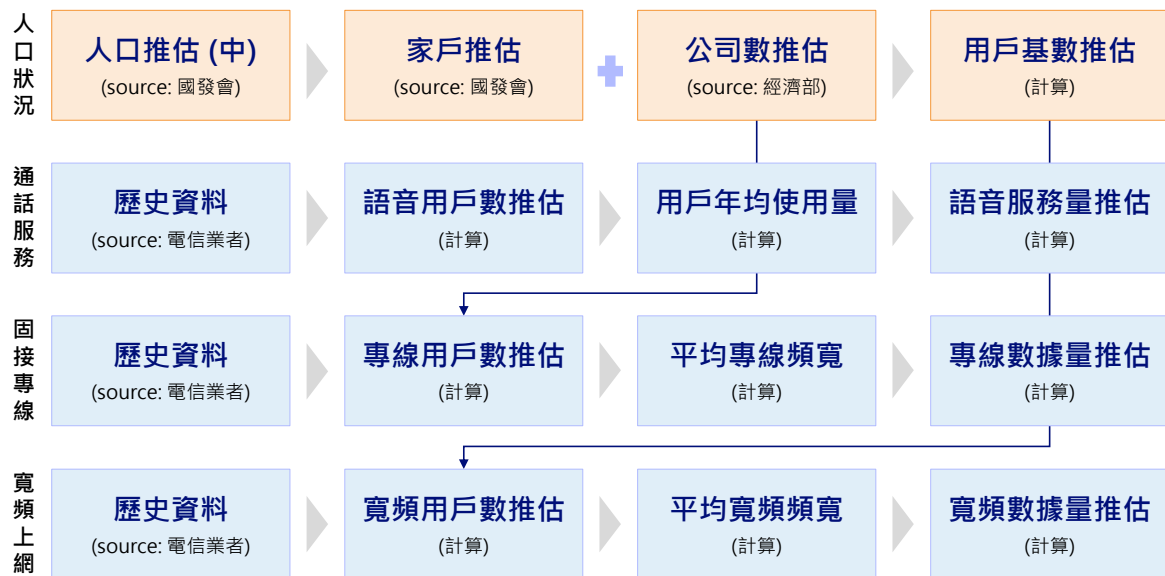 人口狀況
人口推估 (中)
(source: 國發會)
家戶推估
(source: 國發會)
公司數推估
(source: 經濟部)
用戶基數推估
(計算)
通話服務
歷史資料
(source: 電信業者)
語音用戶數推估
(計算)
用戶年均使用量
(計算)
語音服務量推估
(計算)
固接專線
歷史資料
(source: 電信業者)
專線用戶數推估
(計算)
平均專線頻寬
(計算)
專線數據量推估
(計算)
寬頻上網
歷史資料
(source: 電信業者)
寬頻用戶數推估
(計算)
平均寬頻頻寬
(計算)
寬頻數據量推估
(計算)